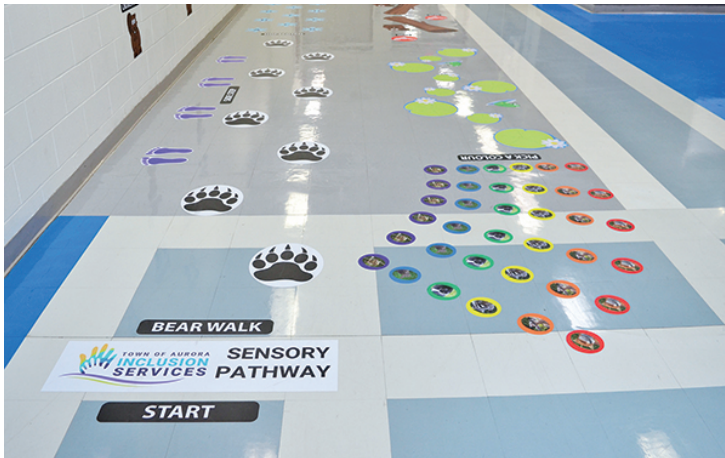 PICK A COLOUR
BEAR WALK
TOWN OF AURORA
INCLUSION
SERVICES
SENSORY
PATHWAY
START